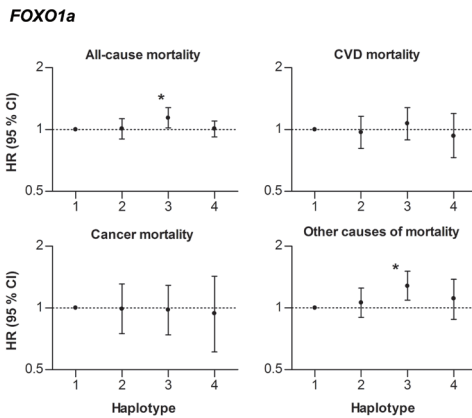 FOXO1a
All-cause mortality
CVD mortality
HR (95 % CI)
2
1
0.5
*
1 2 3 4
2
1
0.5
1 2 3 4
Cancer mortality
Other causes of mortality
HR (95 % CI)
2
1
0.5
1 2 3 4
Haplotype
2
1
0.5
*
1 2 3 4
Haplotype